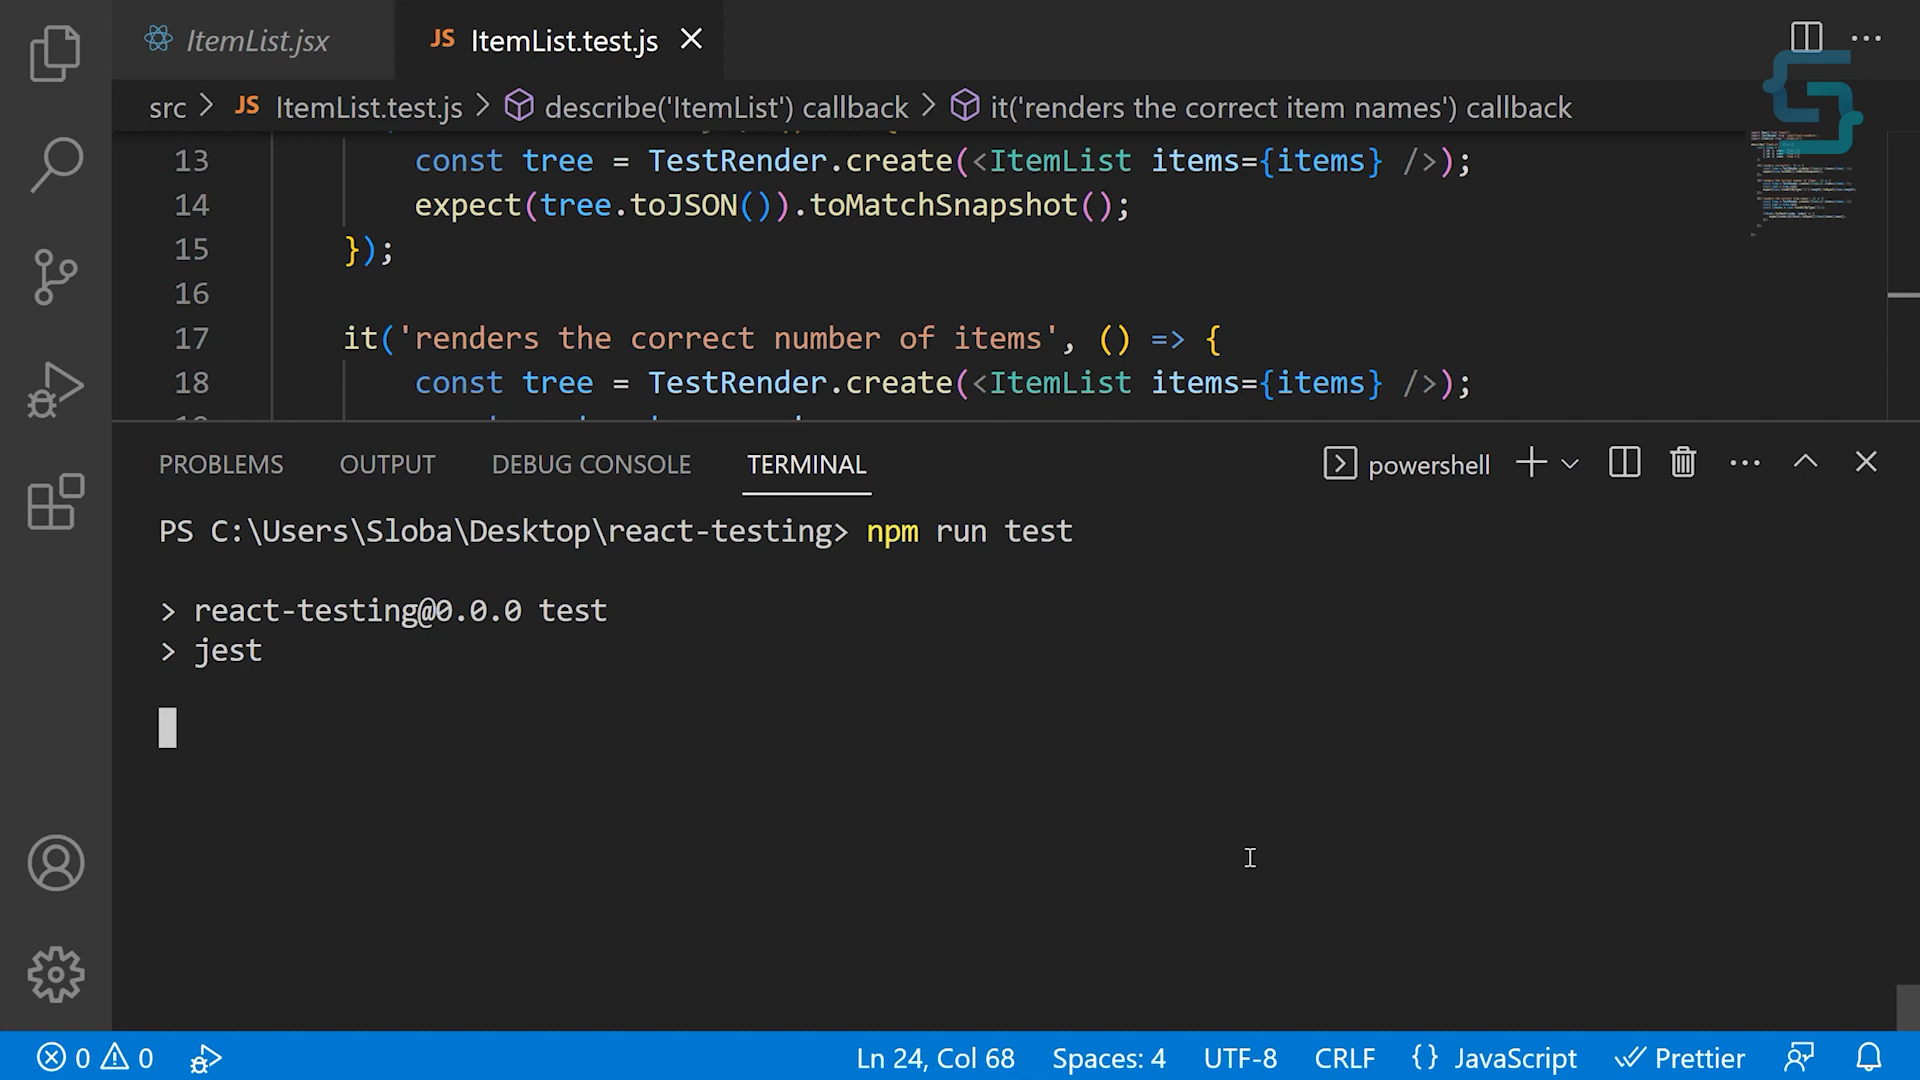 ItemList.jsx
JS ItemList.test.js
src > JS ItemList.test.js > describe('ItemList') callback > it('renders the correct item names') callback
13 const tree = TestRender.create(<ItemList items={items} />);
14 expect(tree.toJSON()).toMatchSnapshot();
15 });
16
17 it('renders the correct number of items', () => {
18 const tree = TestRender.create(<ItemList items={items} />);
PROBLEMS OUTPUT DEBUG CONSOLE TERMINAL powershell
PS C:\Users\Sloba\Desktop\react-testing> npm run test
> react-testing@0.0.0 test
> jest
0 0 Ln 24, Col 68 Spaces: 4 UTF-8 CRLF {} JavaScript Prettier